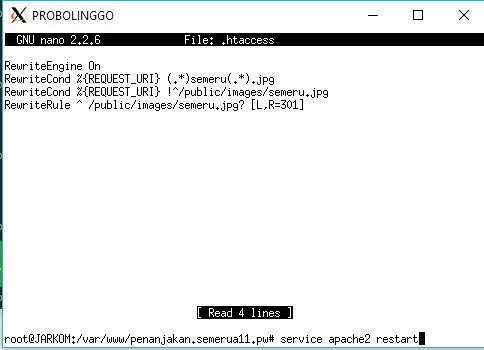 PROBOLINGGO
GNU nano 2.2.6 File: .htaccess
RewriteEngine On
RewriteCond %{REQUEST_URI} (.*)semeru(.*).jpg
RewriteCond %{REQUEST_URI} !^/public/images/semeru.jpg
RewriteRule ^ /public/images/semeru.jpg? [L,R=301]
[ Read 4 lines ]
root@JARKOM:/var/www/penanjakan.semerua11.pw# service apache2 restart